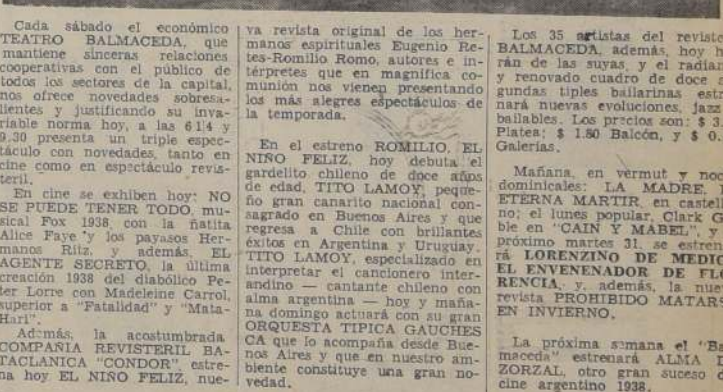 Cada sábado el económico
TEATRO BALMACEDA, que
mantiene sinceras relaciones
cooperativas con el público de
todos los sectores de la capital,
nos ofrece novedades sobresa-
lientes y justificando su inva-
riable norma hoy, a las 6 1|4 y
9.30 presenta un triple espec-
táculo con novedades, tanto en
cine como en espectáculo revis-
teril.
En cine se exhiben hoy: NO
SE PUEDE TENER TODO, mu-
sical Fox 1938, con la ñatita
Alice Faye y los payasos Her-
manos Ritz, y además, EL
AGENTE SECRETO, la última
creación 1938 del diabólico Pe-
ter Lorre con Madeleine Carrol,
superior a "Fatalidad" y "Mata-
Hari".
Además, la acostumbrada
COMPAÑIA REVISTERIL BA-
TACLANICA "CONDOR", estre-
na hoy EL NIÑO FELIZ, nue-
va revista original de los her-
manos espirituales Eugenio Re-
tes-Romilio Romo, autores e in-
térpretes que en magnífica co-
munión nos vienen presentando
los más alegres espectáculos de
la temporada.
En el estreno ROMILIO, EL
NIÑO FELIZ, hoy debuta el
gardelito chileno de doce años
de edad, TITO LAMOY, peque-
ño gran canarito nacional con-
sagrado en Buenos Aires y que
regresa a Chile con brillantes
éxitos en Argentina y Uruguay.
TITO LAMOY, especializado en
interpretar el cancionero inter-
andino — cantante chileno con
alma argentina — hoy y maña-
na domingo actuará con su gran
ORQUESTA TIPICA GAUCHES
CA que lo acompaña desde Bue-
nos Aires y que en nuestro am-
biente constituye una gran no-
vedad.
Los 35 artistas del reviste
BALMACEDA, además, hoy h
rán de las suyas, y el radian
y renovado cuadro de doce
gundas tiples bailarinas estr
nará nuevas evoluciones, jazz
bailables. Los precios son: $ 3.
Platea; $ 1.80 Balcón, y $ 0.
Galerías.
Mañana, en vermut y noc
dominicales: LA MADRE,
ETERNA MARTIR, en castell
no; el lunes popular, Clark G
ble en "CAIN Y MABEL", y
próximo martes 31, se estren
rá LORENZINO DE MEDIC
EL ENVENENADOR DE FLO
RENCIA, y, además, la nue
revista PROHIBIDO MATARS
EN INVIERNO.
La próxima semana el "Ba
maceda" estrenará ALMA D
ZORZAL, otro gran suceso d
cine argentino 1938.